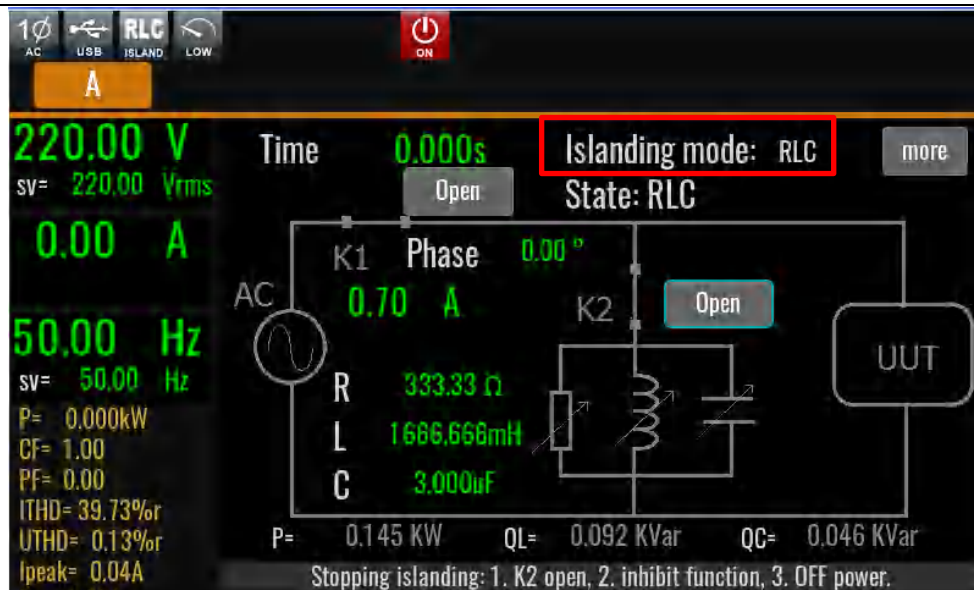 1Ø USB RLC LOW ON
AC ISLAND
A
220.00 V
sv= 220.00 Vrms
0.00 A
50.00 Hz
sv= 50.00 Hz
P= 0.000kW
CF= 1.00
PF= 0.00
ITHD= 39.73%r
UTHD= 0.13%r
Ipeak= 0.04A
Time 0.000s Islanding mode: RLC more
Open State: RLC
K1 Phase 0.00 °
AC 0.70 A K2 Open
UUT
R 333.33 Ω
L 1666.666mH
C 3.000uF
P= 0.145 KW QL= 0.092 KVar QC= 0.046 KVar
Stopping islanding: 1. K2 open, 2. inhibit function, 3. OFF power.